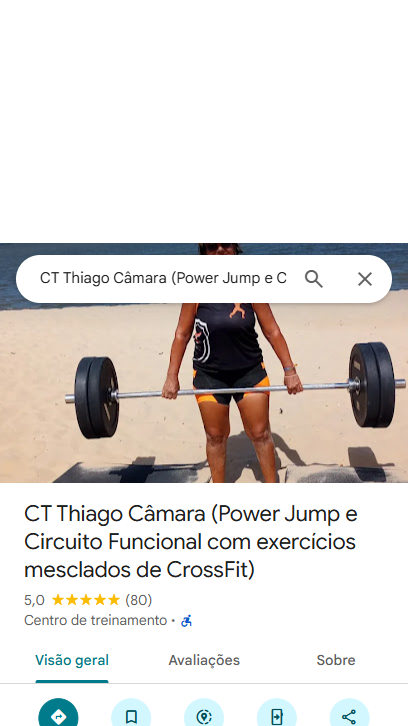 CT Thiago Câmara (Power Jump e C
CT Thiago Câmara (Power Jump e
Circuito Funcional com exercícios
mesclados de CrossFit)
5,0 (80)
Centro de treinamento ·
Visão geral Avaliações Sobre